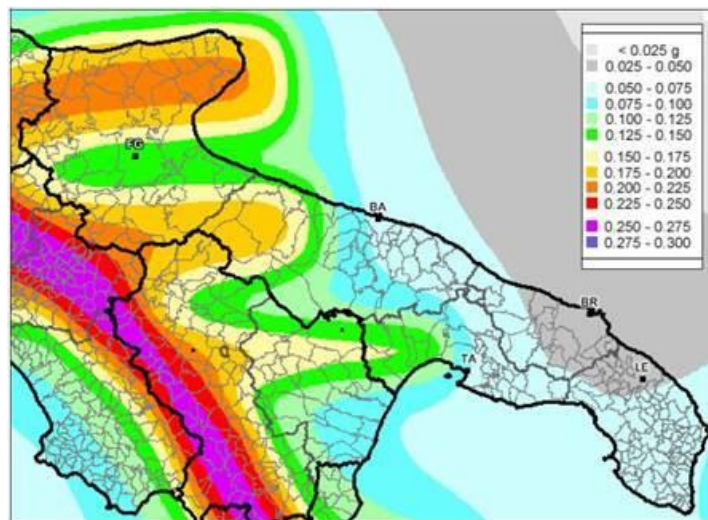 < 0.025 g
0.025 - 0.050
0.050 - 0.075
0.075 - 0.100
0.100 - 0.125
0.125 - 0.150
0.150 - 0.175
0.175 - 0.200
0.200 - 0.225
0.225 - 0.250
0.250 - 0.275
0.275 - 0.300
FG
BA
BR
TA
LE